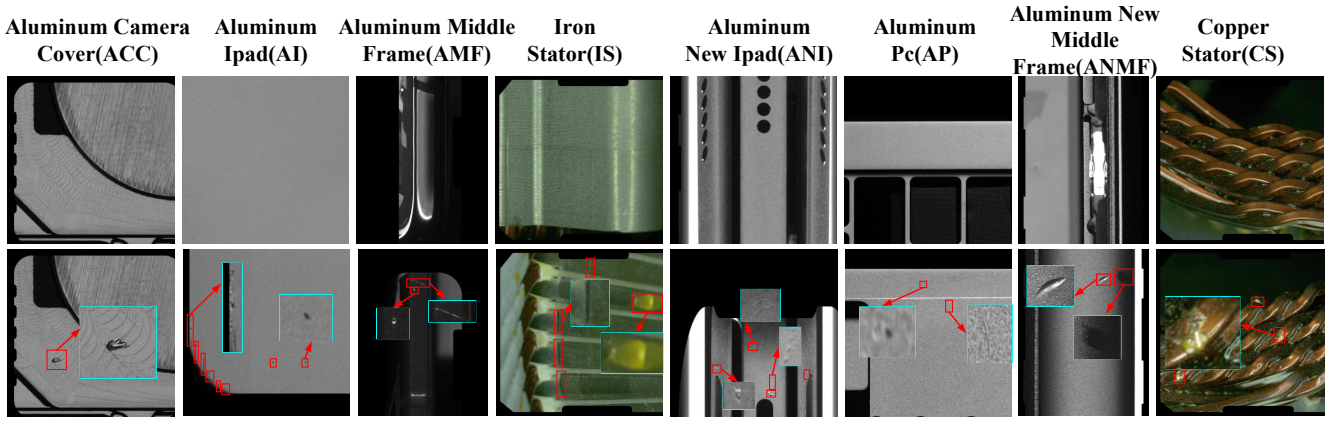 Aluminum Camera
Cover(ACC)
Aluminum
Ipad(AI)
Aluminum Middle
Frame(AMF)
Iron
Stator(IS)
Aluminum
New Ipad(ANI)
Aluminum
Pc(AP)
Aluminum New
Middle
Frame(ANMF)
Copper
Stator(CS)